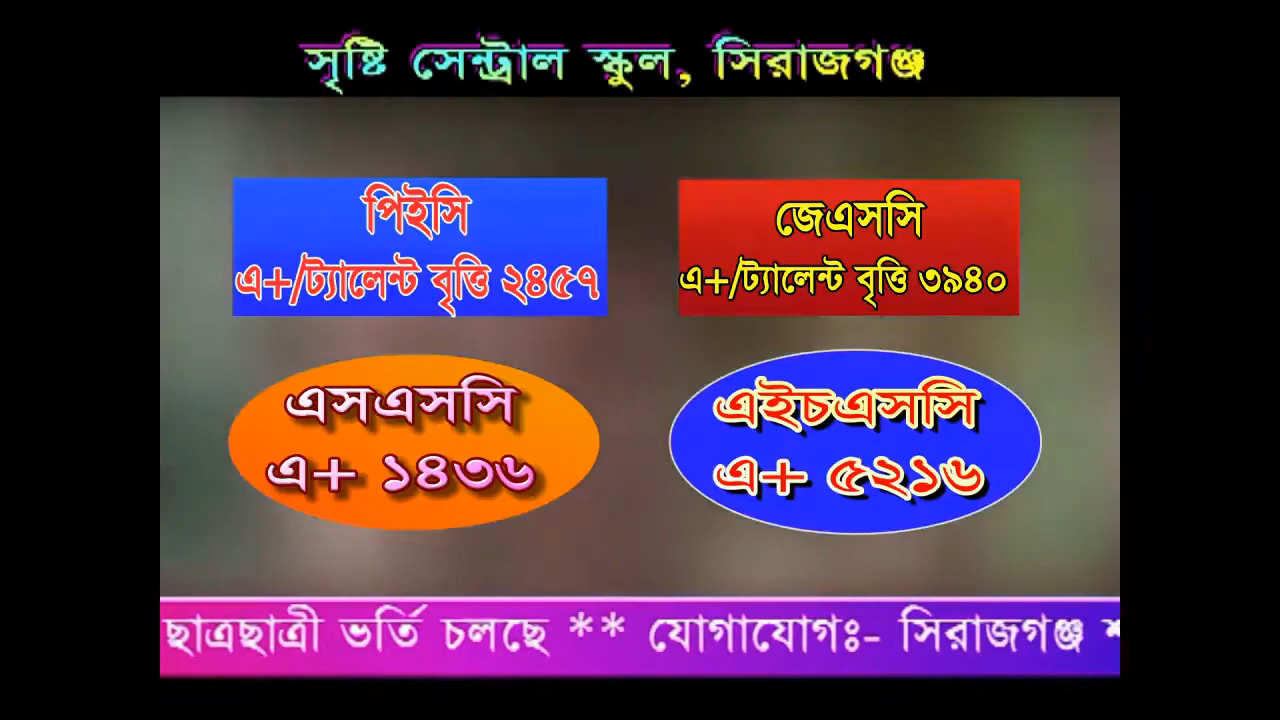 সৃষ্টি সেন্ট্রাল স্কুল, সিরাজগঞ্জ
পিইসি
এ+/ট্যালেন্ট বৃত্তি ২৪৫৭
জেএসসি
এ+/ট্যালেন্ট বৃত্তি ৩৯৪০
এসএসসি
এ+ ১৪৩৬
এইচএসসি
এ+ ৫২১৬
ছাত্রছাত্রী ভর্তি চলছে ** যোগাযোগঃ- সিরাজগঞ্জ